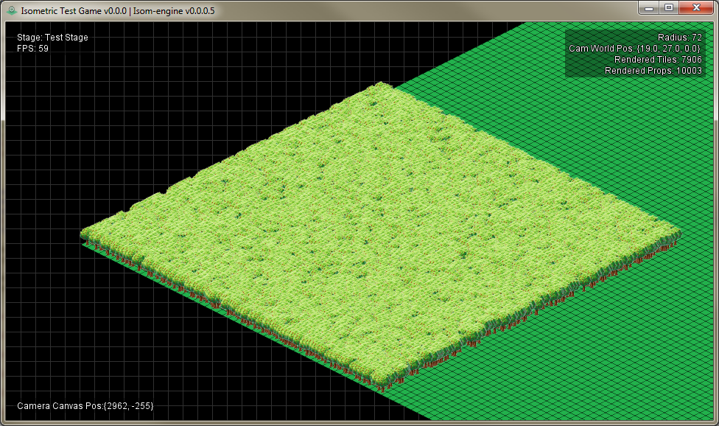 Isometric Test Game v0.0.0 | Isom-engine v0.0.0.5
Stage: Test Stage
FPS: 59
Radius: 72
Cam World Pos: (19.0, 27.0, 0.0)
Rendered Tiles: 7906
Rendered Props: 10003
Camera Canvas Pos:(2962, -255)